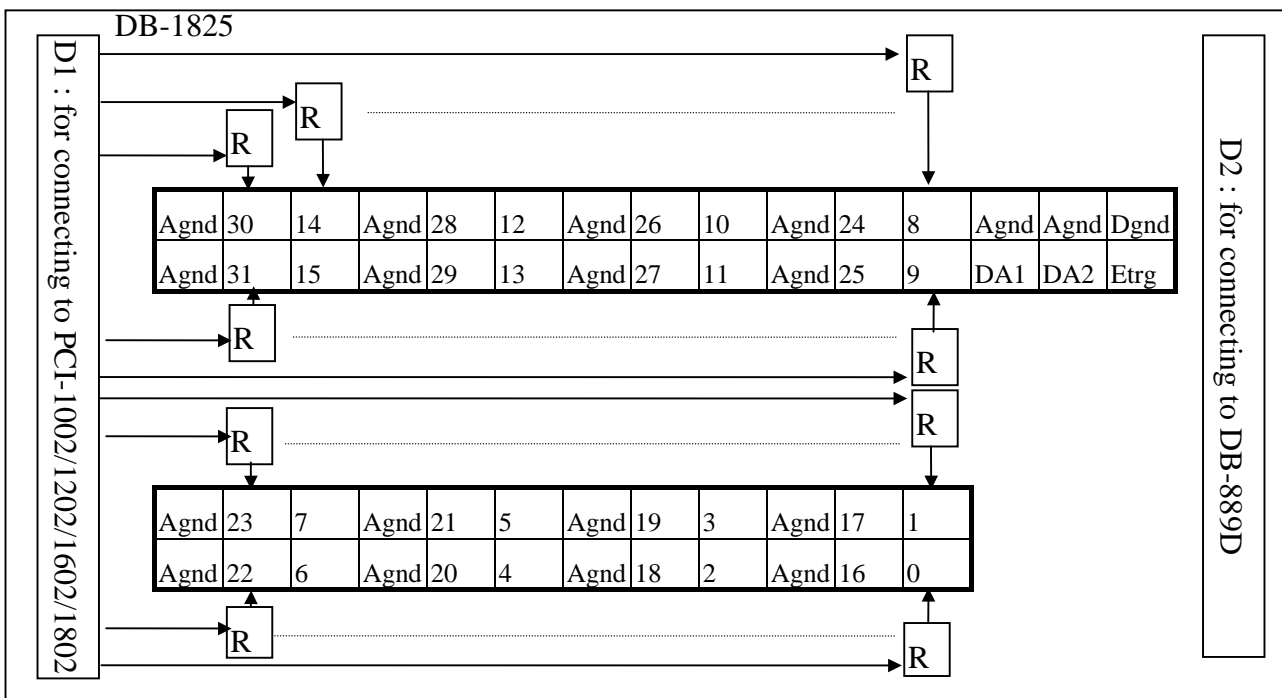 DB-1825
D1 : for connecting to PCI-1002/1202/1602/1802
R
R
R
D2 : for connecting to DB-889D
Agnd 30 14 Agnd 28 12 Agnd 26 10 Agnd 24 8 Agnd Agnd Dgnd
Agnd 31 15 Agnd 29 13 Agnd 27 11 Agnd 25 9 DA1 DA2 Etrg
R
R
R
R
Agnd 23 7 Agnd 21 5 Agnd 19 3 Agnd 17 1
Agnd 22 6 Agnd 20 4 Agnd 18 2 Agnd 16 0
R
R